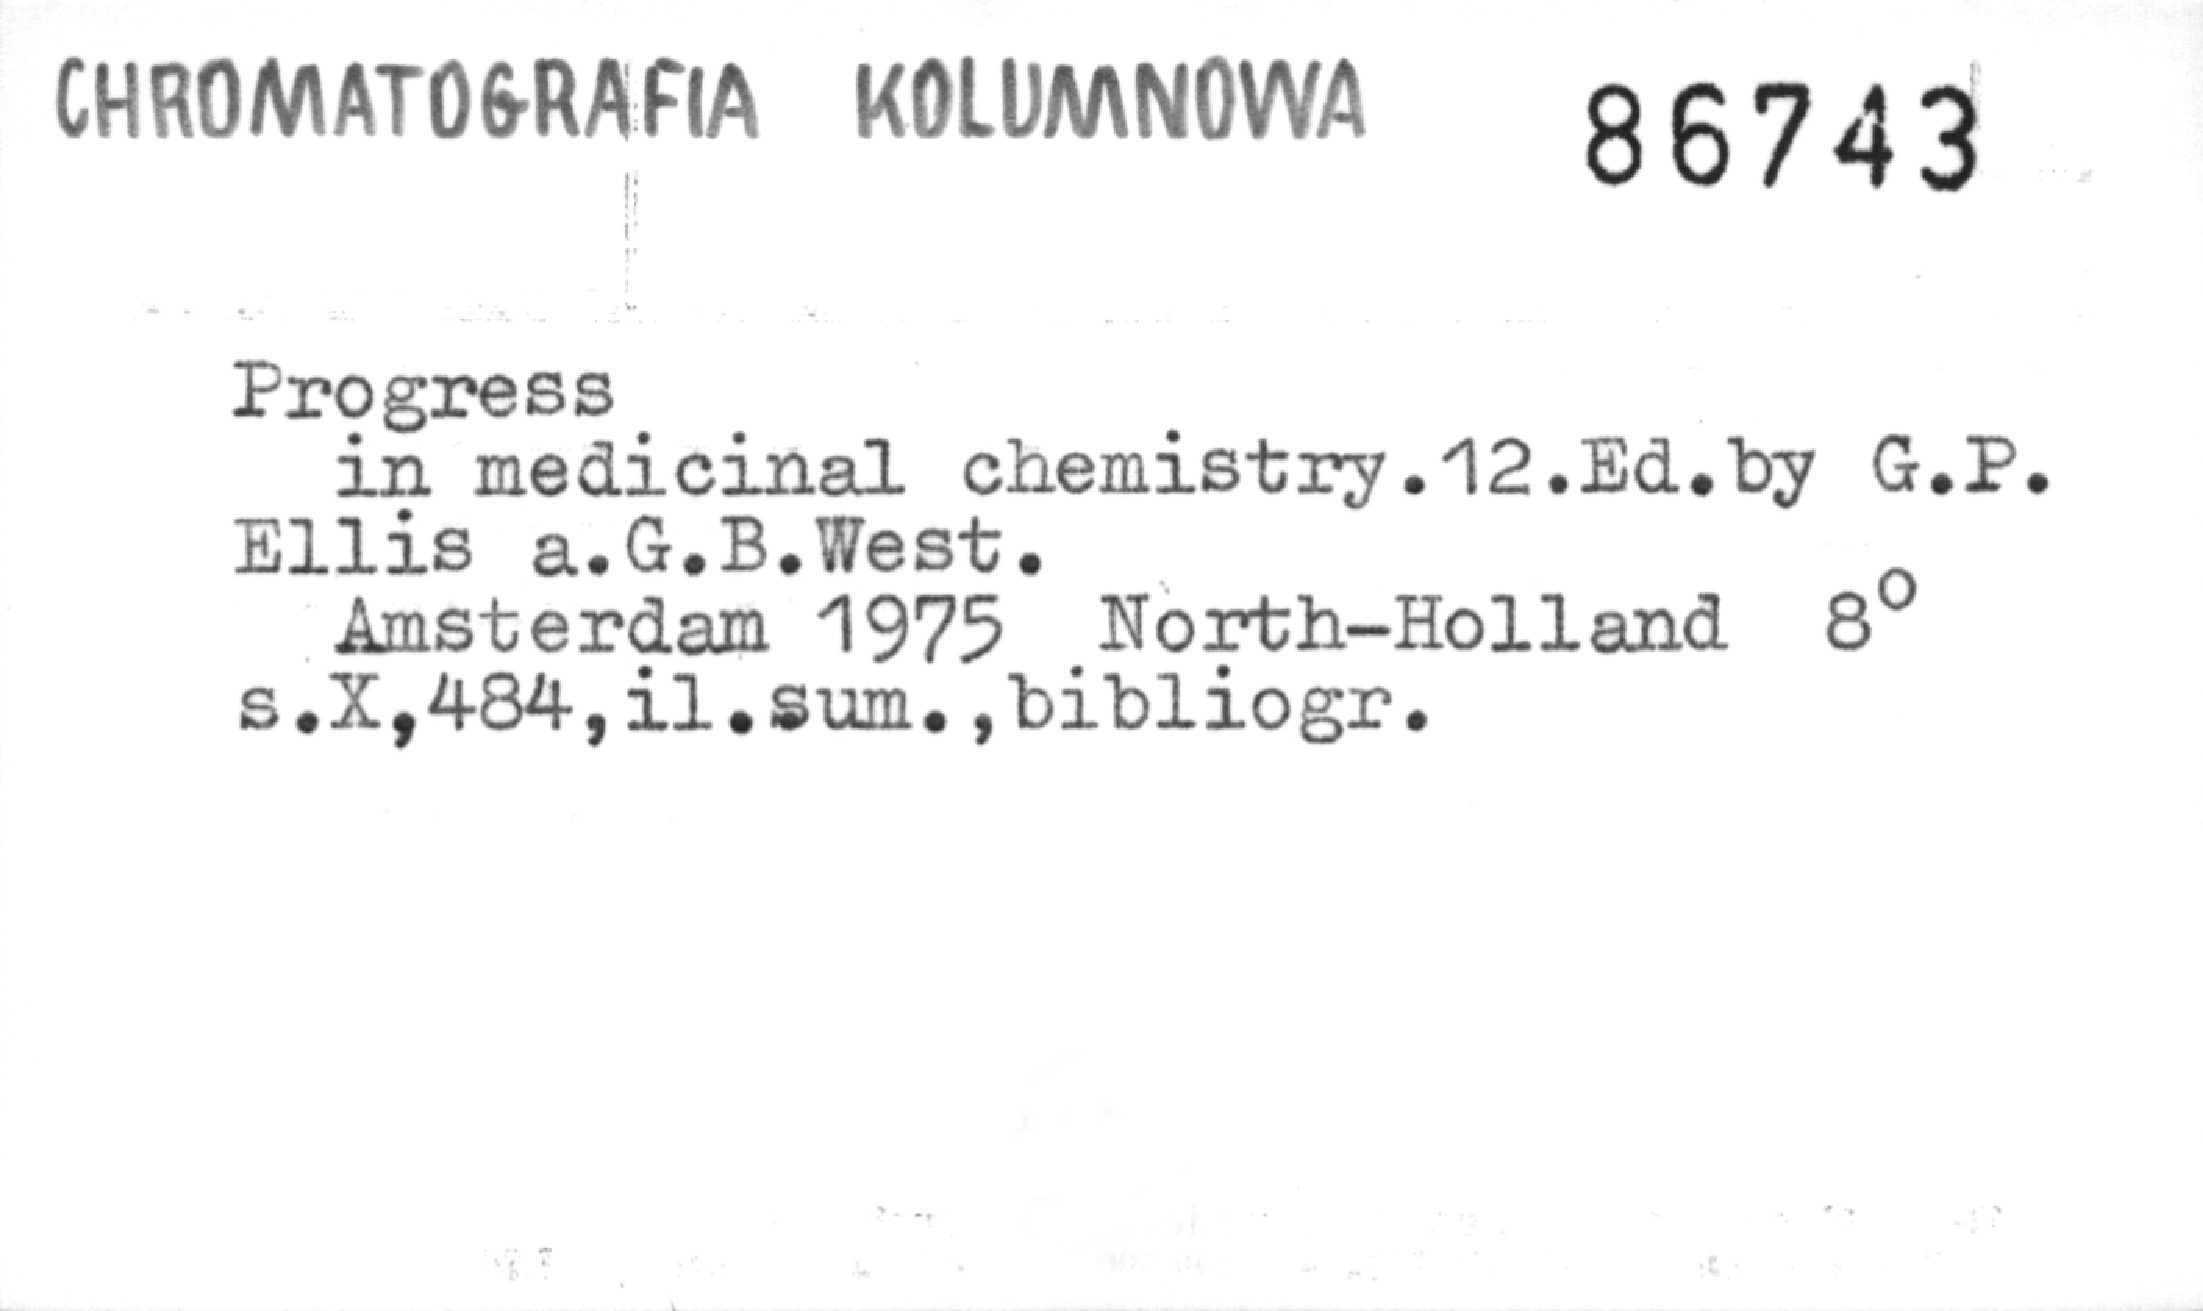 CHROMATOGRAFIA KOLUMNOWA 86743
Progress
in medicinal chemistry.12.Ed.by G.P.
Ellis a.G.B.West.
Amsterdam 1975 North-Holland 8°
s.X,484,il.sum.,bibliogr.